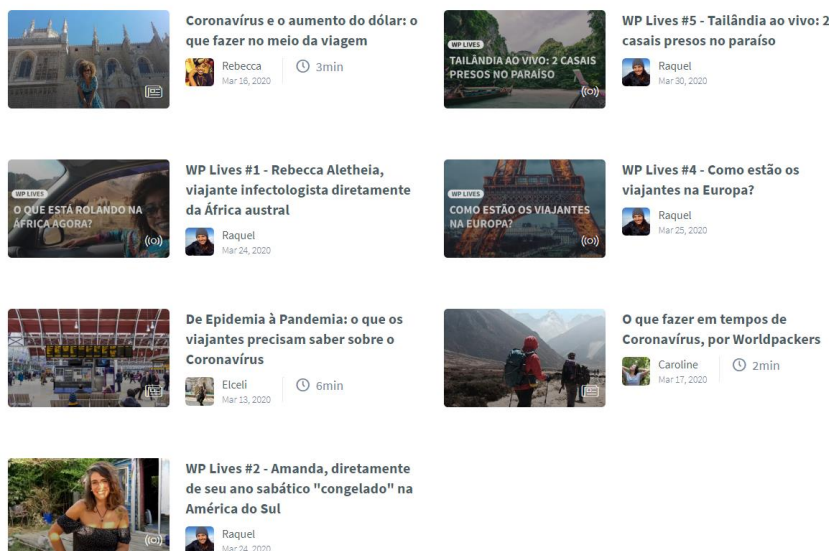 Coronavírus e o aumento do dólar: o
que fazer no meio da viagem
Rebecca
Mar 16, 2020
3min
WP LIVES
TAILÂNDIA AO VIVO: 2 CASAIS
PRESOS NO PARAÍSO
WP Lives #5 - Tailândia ao vivo: 2
casais presos no paraíso
Raquel
Mar 30, 2020
WP LIVES
O QUE ESTÁ ROLANDO NA
ÁFRICA AGORA?
WP Lives #1 - Rebecca Aletheia,
viajante infectologista diretamente
da África austral
Raquel
Mar 24, 2020
WP LIVES
COMO ESTÃO OS VIAJANTES
NA EUROPA?
WP Lives #4 - Como estão os
viajantes na Europa?
Raquel
Mar 25, 2020
De Epidemia à Pandemia: o que os
viajantes precisam saber sobre o
Coronavírus
Elceli
Mar 13, 2020
6min
O que fazer em tempos de
Coronavírus, por Worldpackers
Caroline
Mar 17, 2020
2min
WP Lives #2 - Amanda, diretamente
de seu ano sabático "congelado" na
América do Sul
Raquel
Mar 24, 2020